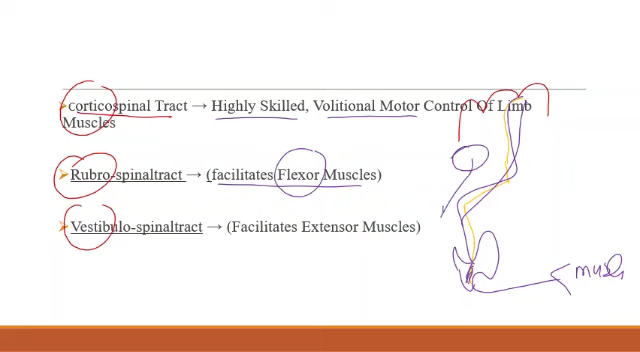 corticospinal Tract → Highly Skilled, Volitional Motor Control Of Limb
Muscles
Rubro-spinaltract → (facilitates Flexor Muscles)
Vestibulo-spinaltract → (Facilitates Extensor Muscles)